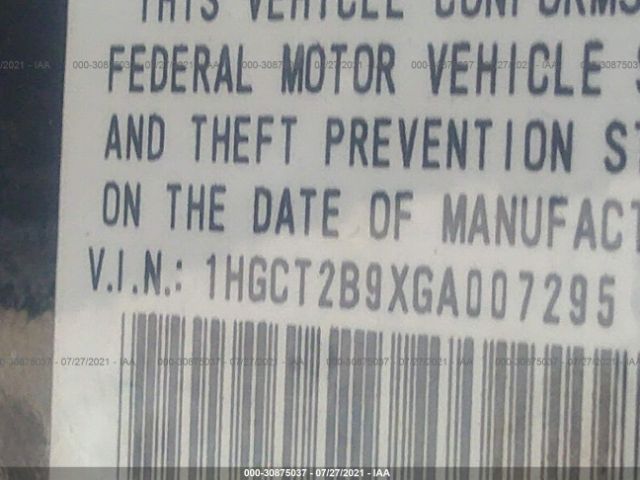 THIS VEHICLE CONFORMS
FEDERAL MOTOR VEHICLE
AND THEFT PREVENTION ST
ON THE DATE OF MANUFACT
V.I.N.: 1HGCT2B9XGA007295
000-30875037 - 07/27/2021 - IAA